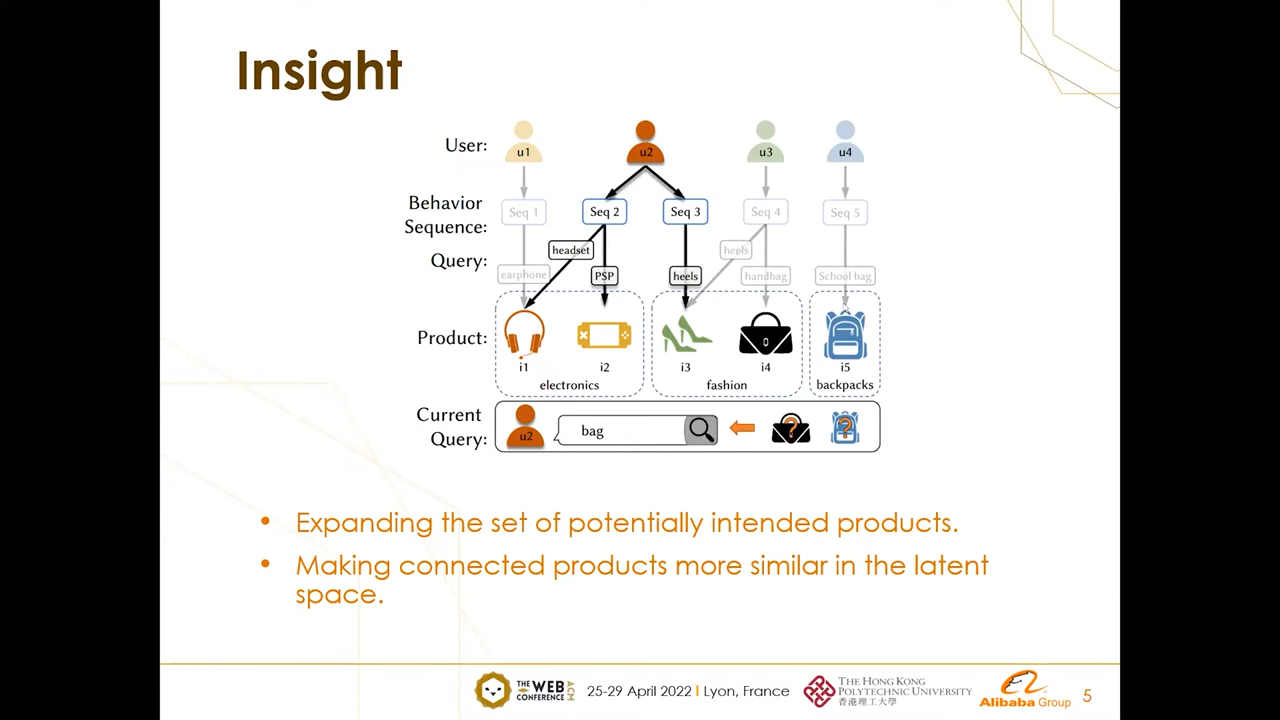 Insight
User:
u1
u2
u3
u4
Behavior
Sequence:
Seq 1
Seq 2
Seq 3
Seq 4
Seq 5
Query:
headset
heels
earphone
PSP
heels
handbag
School bag
Product:
i1
i2
i3
i4
i5
electronics
fashion
backpacks
Current
Query:
u2
bag
?
?
• Expanding the set of potentially intended products.
• Making connected products more similar in the latent
space.
THE WEB CONFERENCE ACM
25-29 April 2022 | Lyon, France
THE HONG KONG
POLYTECHNIC UNIVERSITY
香港理工大學
Alibaba Group
5